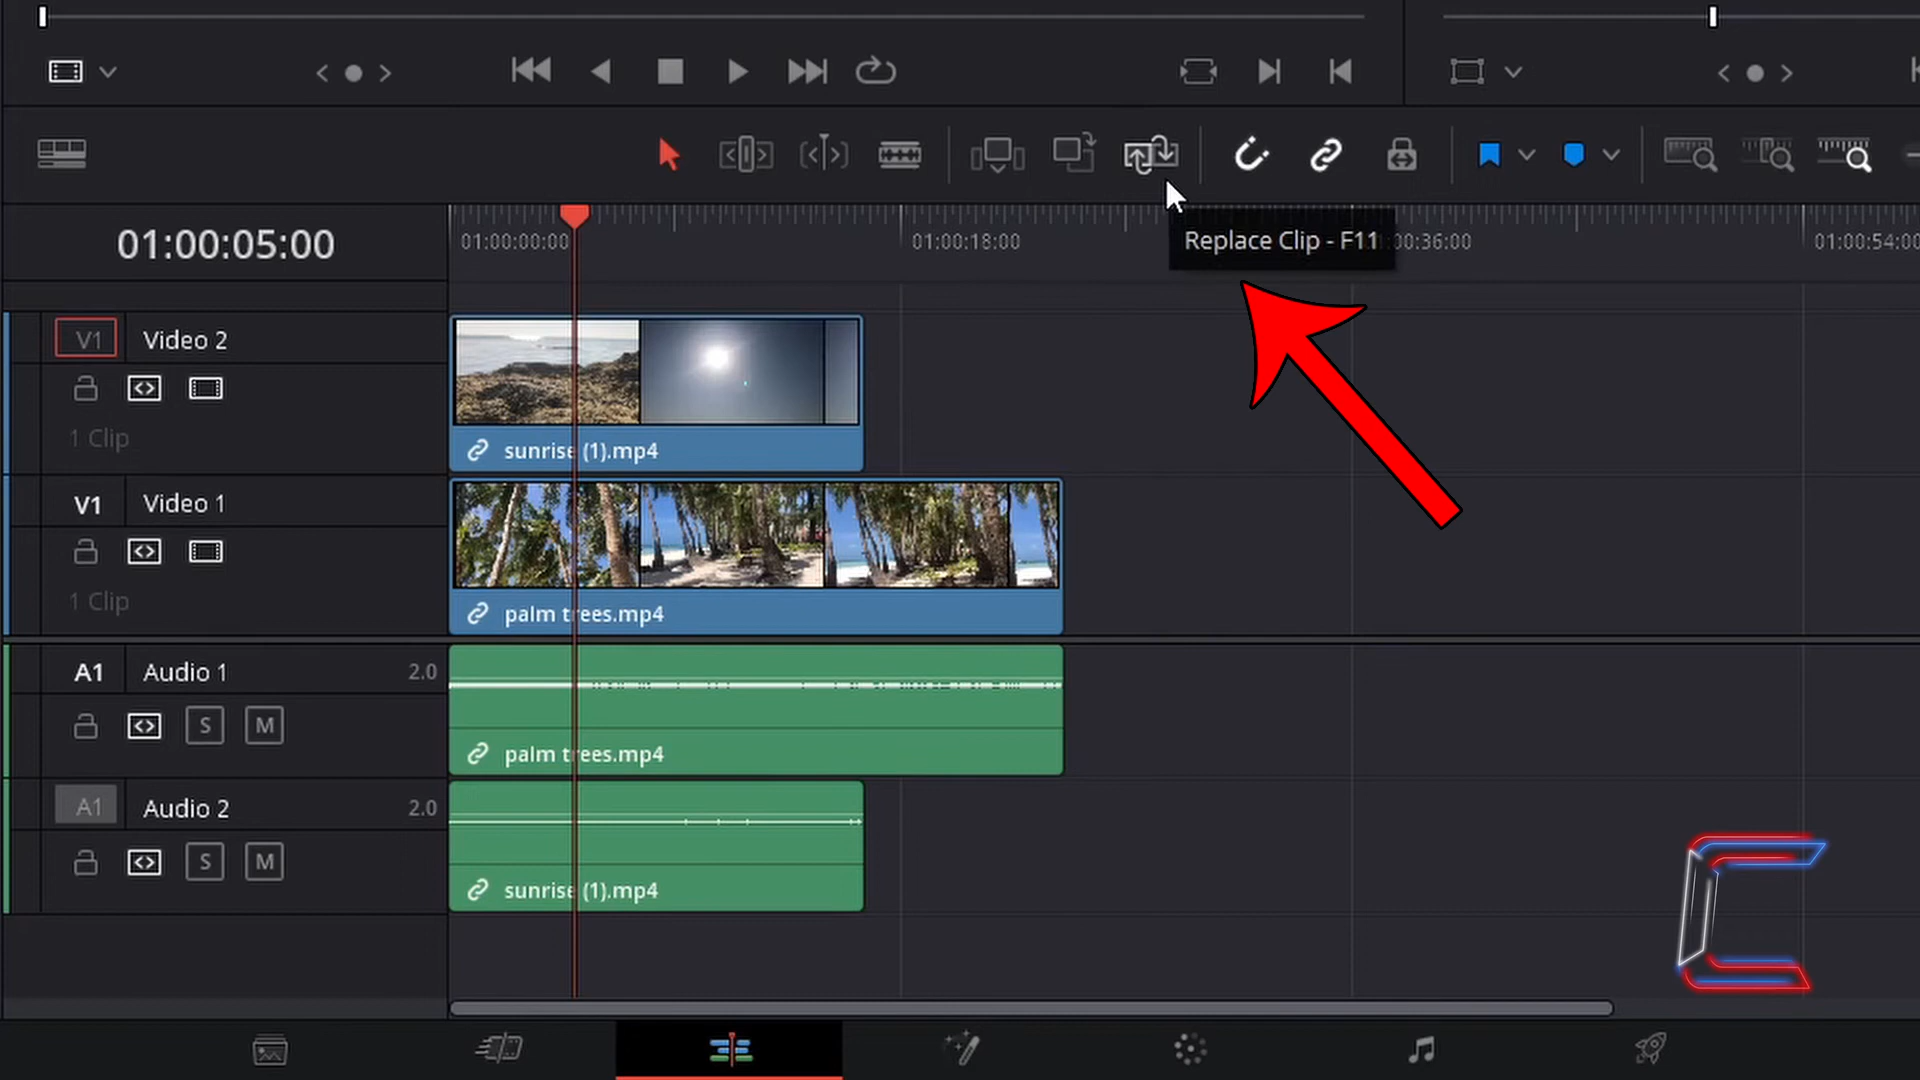 01:00:05:00
01:00:00:00
01:00:18:00
Replace Clip - F11
:00:36:00
01:00:54:00
V1
Video 2
1 Clip
sunrise (1).mp4
V1
Video 1
1 Clip
palm trees.mp4
A1
Audio 1
2.0
S
M
palm trees.mp4
A1
Audio 2
2.0
S
M
sunrise (1).mp4